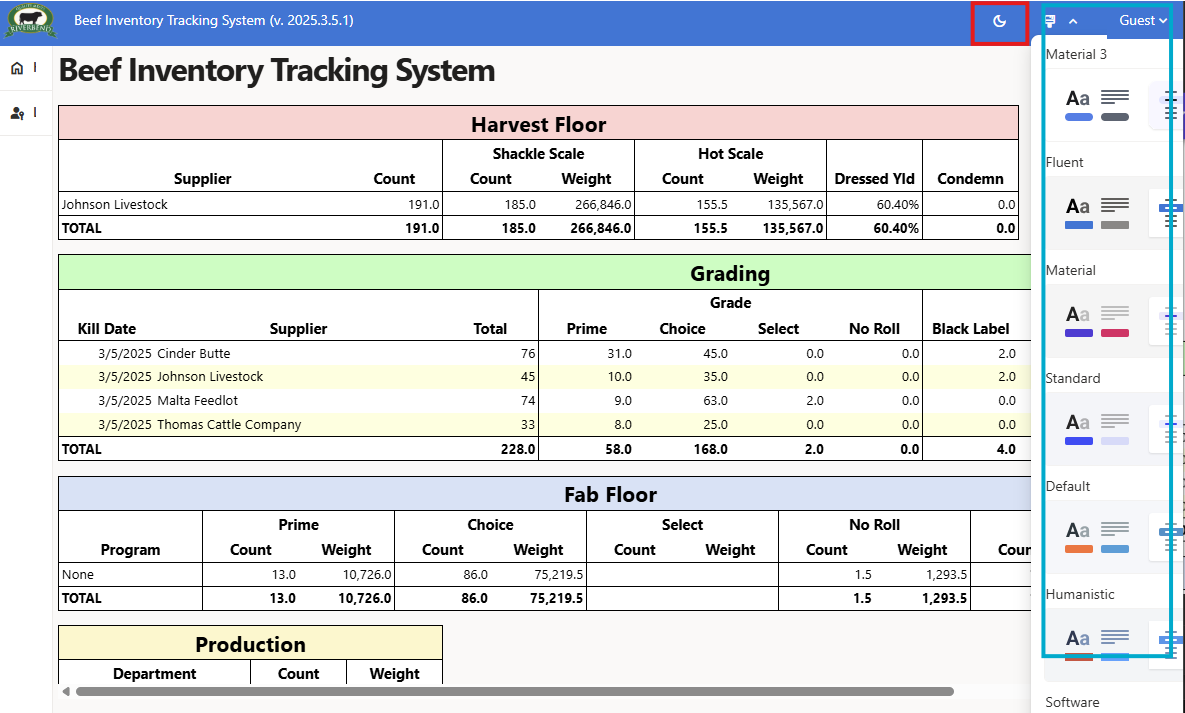 RIVERBEND
Beef Inventory Tracking System (v. 2025.3.5.1)
Guest
Beef Inventory Tracking System
Harvest Floor
Shackle Scale Hot Scale
Supplier Count Count Weight Count Weight Dressed Yld Condemn
Johnson Livestock 191.0 185.0 266,846.0 155.5 135,567.0 60.40% 0.0
TOTAL 191.0 185.0 266,846.0 155.5 135,567.0 60.40% 0.0
Grading
Grade
Kill Date Supplier Total Prime Choice Select No Roll Black Label
3/5/2025 Cinder Butte 76 31.0 45.0 0.0 0.0 2.0
3/5/2025 Johnson Livestock 45 10.0 35.0 0.0 0.0 2.0
3/5/2025 Malta Feedlot 74 9.0 63.0 2.0 0.0 0.0
3/5/2025 Thomas Cattle Company 33 8.0 25.0 0.0 0.0 0.0
TOTAL 228.0 58.0 168.0 2.0 0.0 4.0
Fab Floor
Prime Choice Select No Roll
Program Count Weight Count Weight Count Weight Count Weight
None 13.0 10,726.0 86.0 75,219.5 1.5 1,293.5
TOTAL 13.0 10,726.0 86.0 75,219.5 1.5 1,293.5
Production
Department Count Weight
Material 3
Aa
Fluent
Aa
Material
Aa
Standard
Aa
Default
Aa
Humanistic
Aa
Software